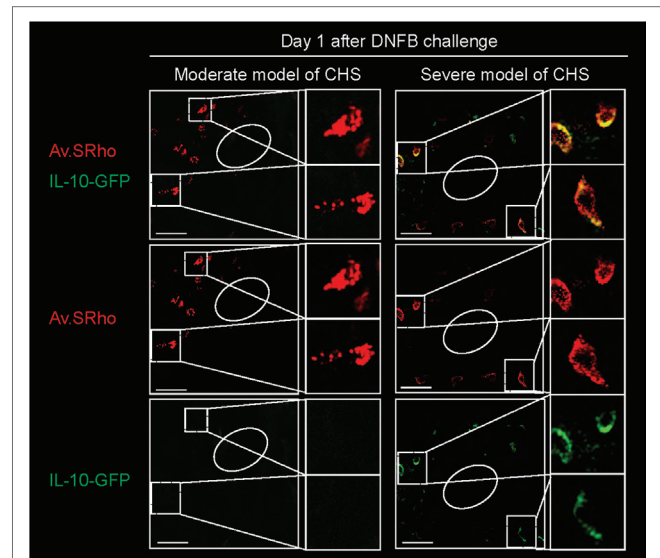 Day 1 after DNFB challenge
Moderate model of CHS
Severe model of CHS
Av.SRho
IL-10-GFP
Av.SRho
IL-10-GFP